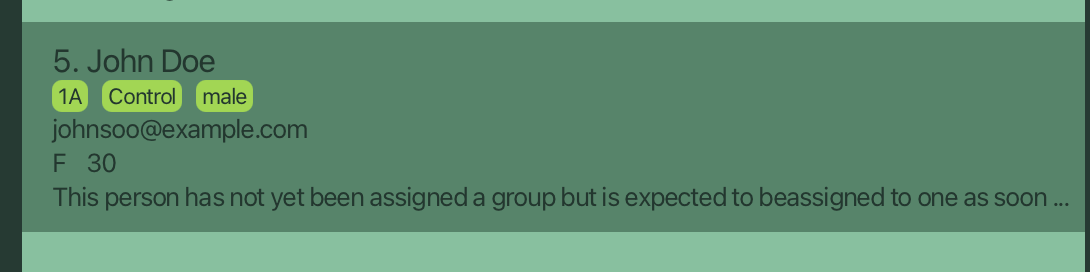 5. John Doe
1A Control male
johnsoo@example.com
F 30
This person has not yet been assigned a group but is expected to beassigned to one as soon ...